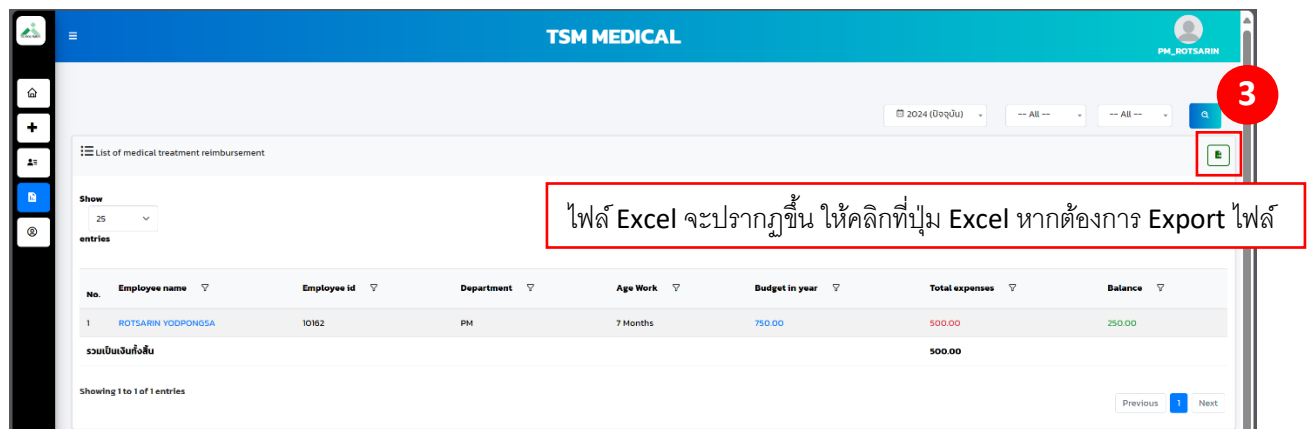 TSM MEDICAL
PM_ROTSARIN
3
2024 (ปัจจุบัน)
-- All --
-- All --
List of medical treatment reimbursement
Show
25
entries
ไฟล์ Excel จะปรากฏขึ้น ให้คลิกที่ปุ่ม Excel หากต้องการ Export ไฟล์
No. Employee name Employee id Department Age Work Budget in year Total expenses Balance
1 ROTSARIN YODPONGSA 10162 PM 7 Months 750.00 500.00 250.00
รวมเป็นเงินทั้งสิ้น 500.00
Showing 1 to 1 of 1 entries
Previous 1 Next